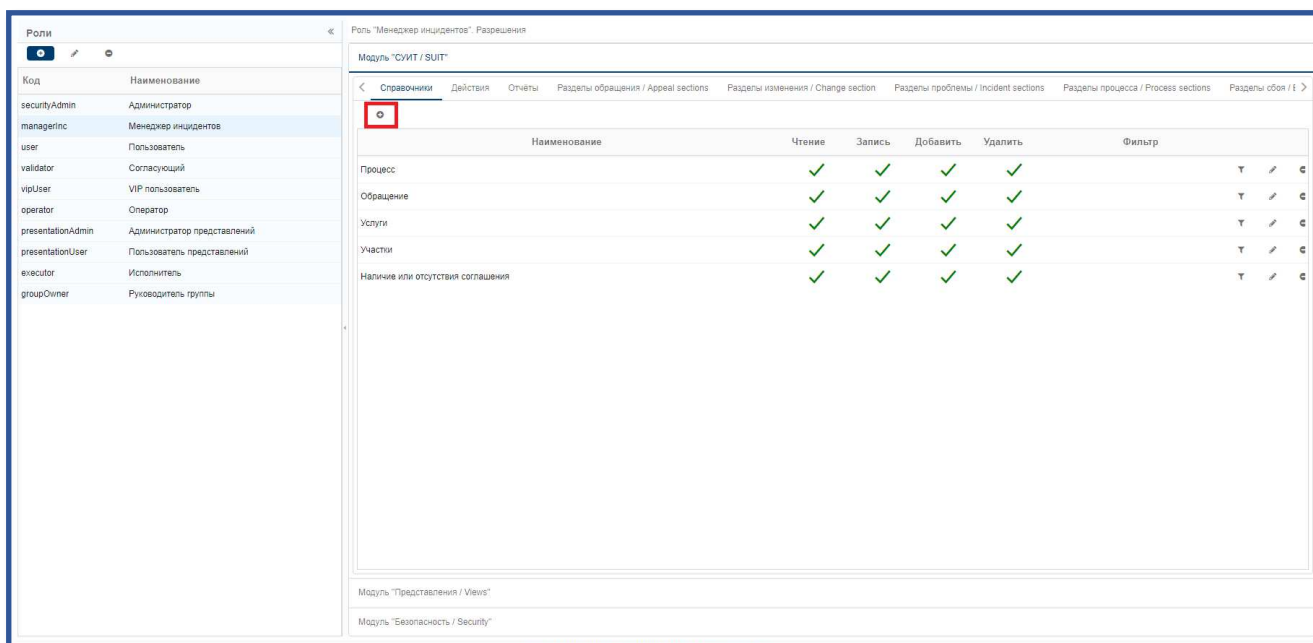 Роли
Роль "Менеджер инцидентов". Разрешения
Модуль "СУИТ / SUIT"
Код Наименование
securityAdmin Администратор
managerInc Менеджер инцидентов
user Пользователь
validator Согласующий
vipUser VIP пользователь
operator Оператор
presentationAdmin Администратор представлений
presentationUser Пользователь представлений
executor Исполнитель
groupOwner Руководитель группы
Справочники Действия Отчёты Разделы обращения / Appeal sections Разделы изменения / Change section Разделы проблемы / Incident sections Разделы процесса / Process sections Разделы сбоя /
Наименование Чтение Запись Добавить Удалить Фильтр
Процесс
Обращение
Услуги
Участки
Наличие или отсутствия соглашения
Модуль "Представления / Views"
Модуль "Безопасность / Security"